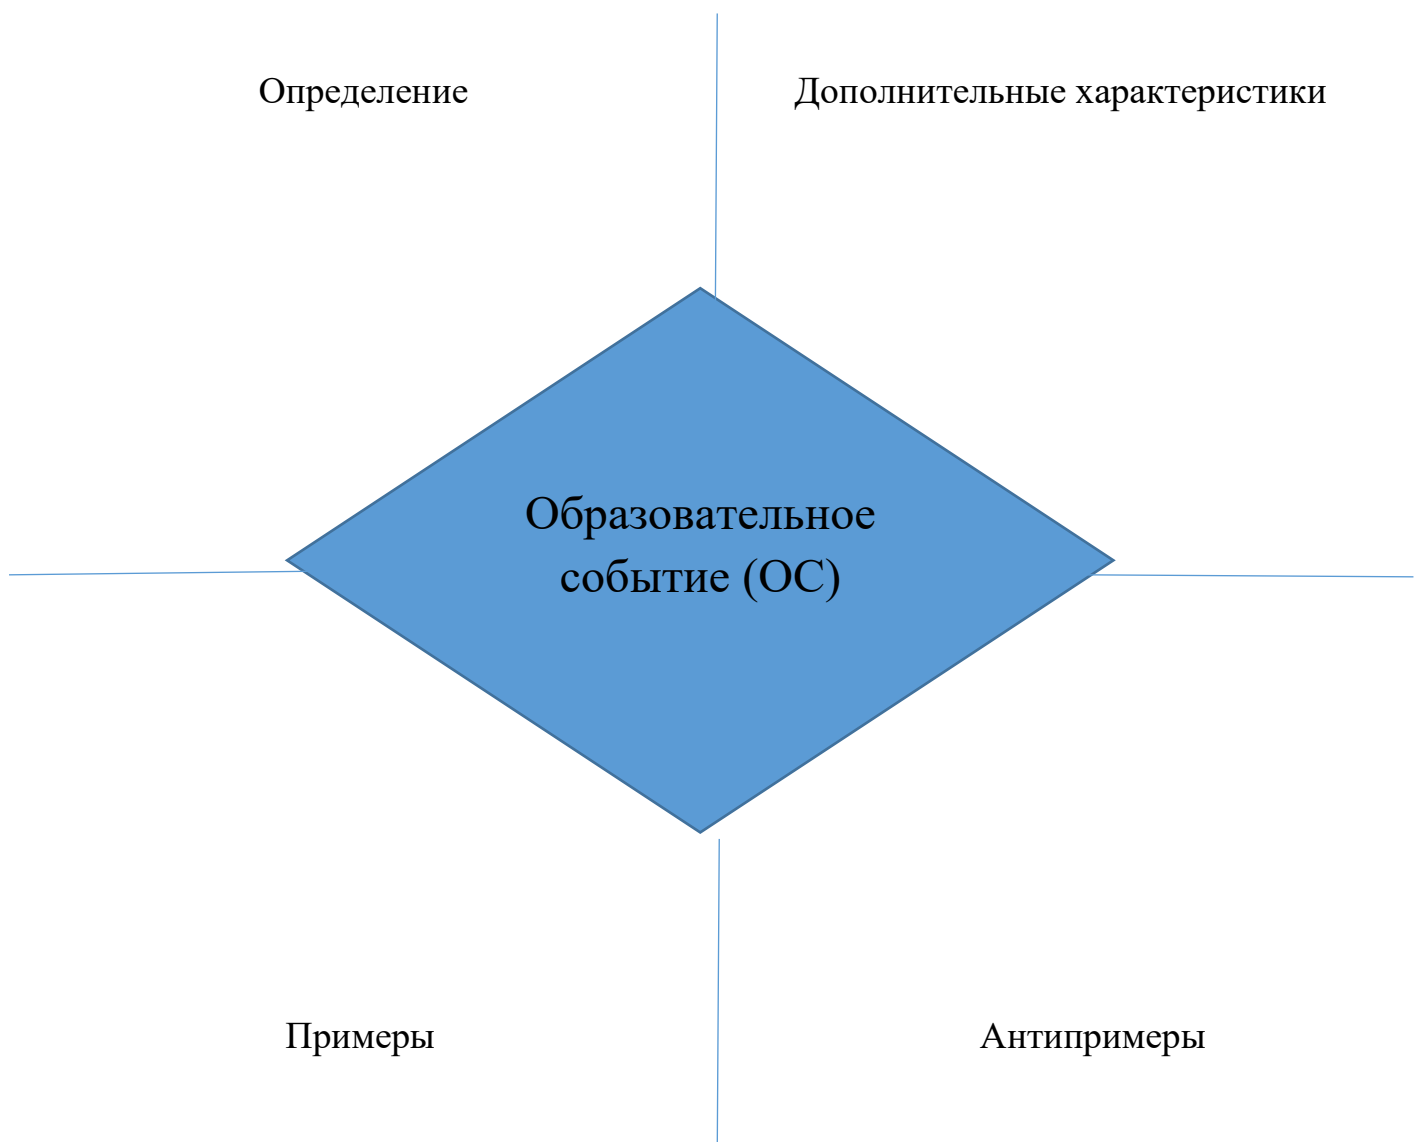 Определение
Дополнительные характеристики
Образовательное
событие (ОС)
Примеры
Антипримеры